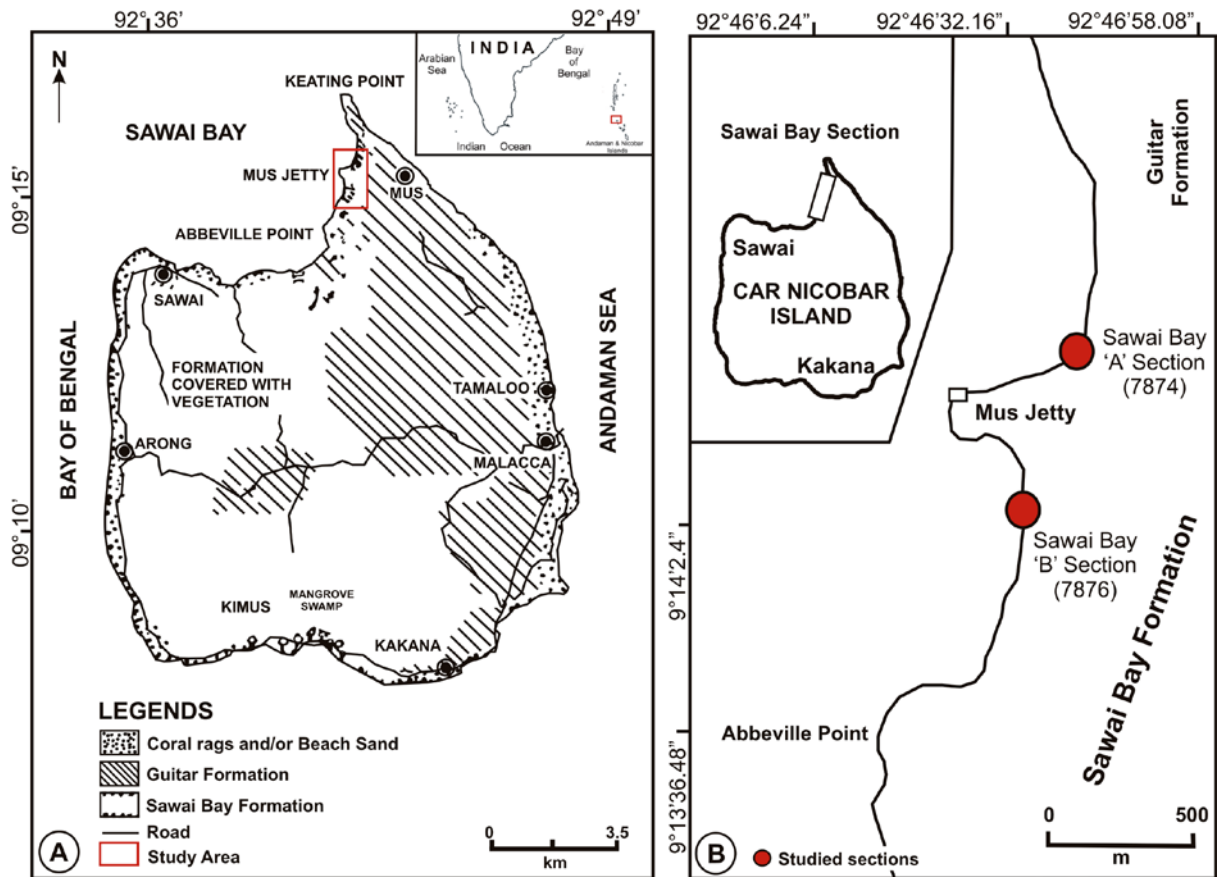 92° 36'
92° 49'
N
INDIA
Arabian
Sea
Bay
of
Bengal
Indian Ocean
Andaman & Nicobar
Islands
KEATING POINT
SAWAI BAY
MUS JETTY
MUS
09° 15'
ABBEVILLE POINT
SAWAI
BAY OF BENGAL
FORMATION
COVERED WITH
VEGETATION
TAMALOO
ANDAMAN SEA
ARONG
MALACCA
09° 10'
KIMUS
MANGROVE
SWAMP
KAKANA
LEGENDS
Coral rags and/or Beach Sand
Guitar Formation
Sawai Bay Formation
Road
Study Area
0 3.5
km
A
92°46'6.24”
92°46'32.16”
92°46'58.08”
Sawai Bay Section
Sawai
CAR NICOBAR
ISLAND
Kakana
Guitar
Formation
Sawai Bay
‘A’ Section
(7874)
Mus Jetty
Sawai Bay
‘B’ Section
(7876)
9°14’2.4”
Sawai Bay Formation
Abbeville Point
9°13’36.48”
0 500
m
B
Studied sections